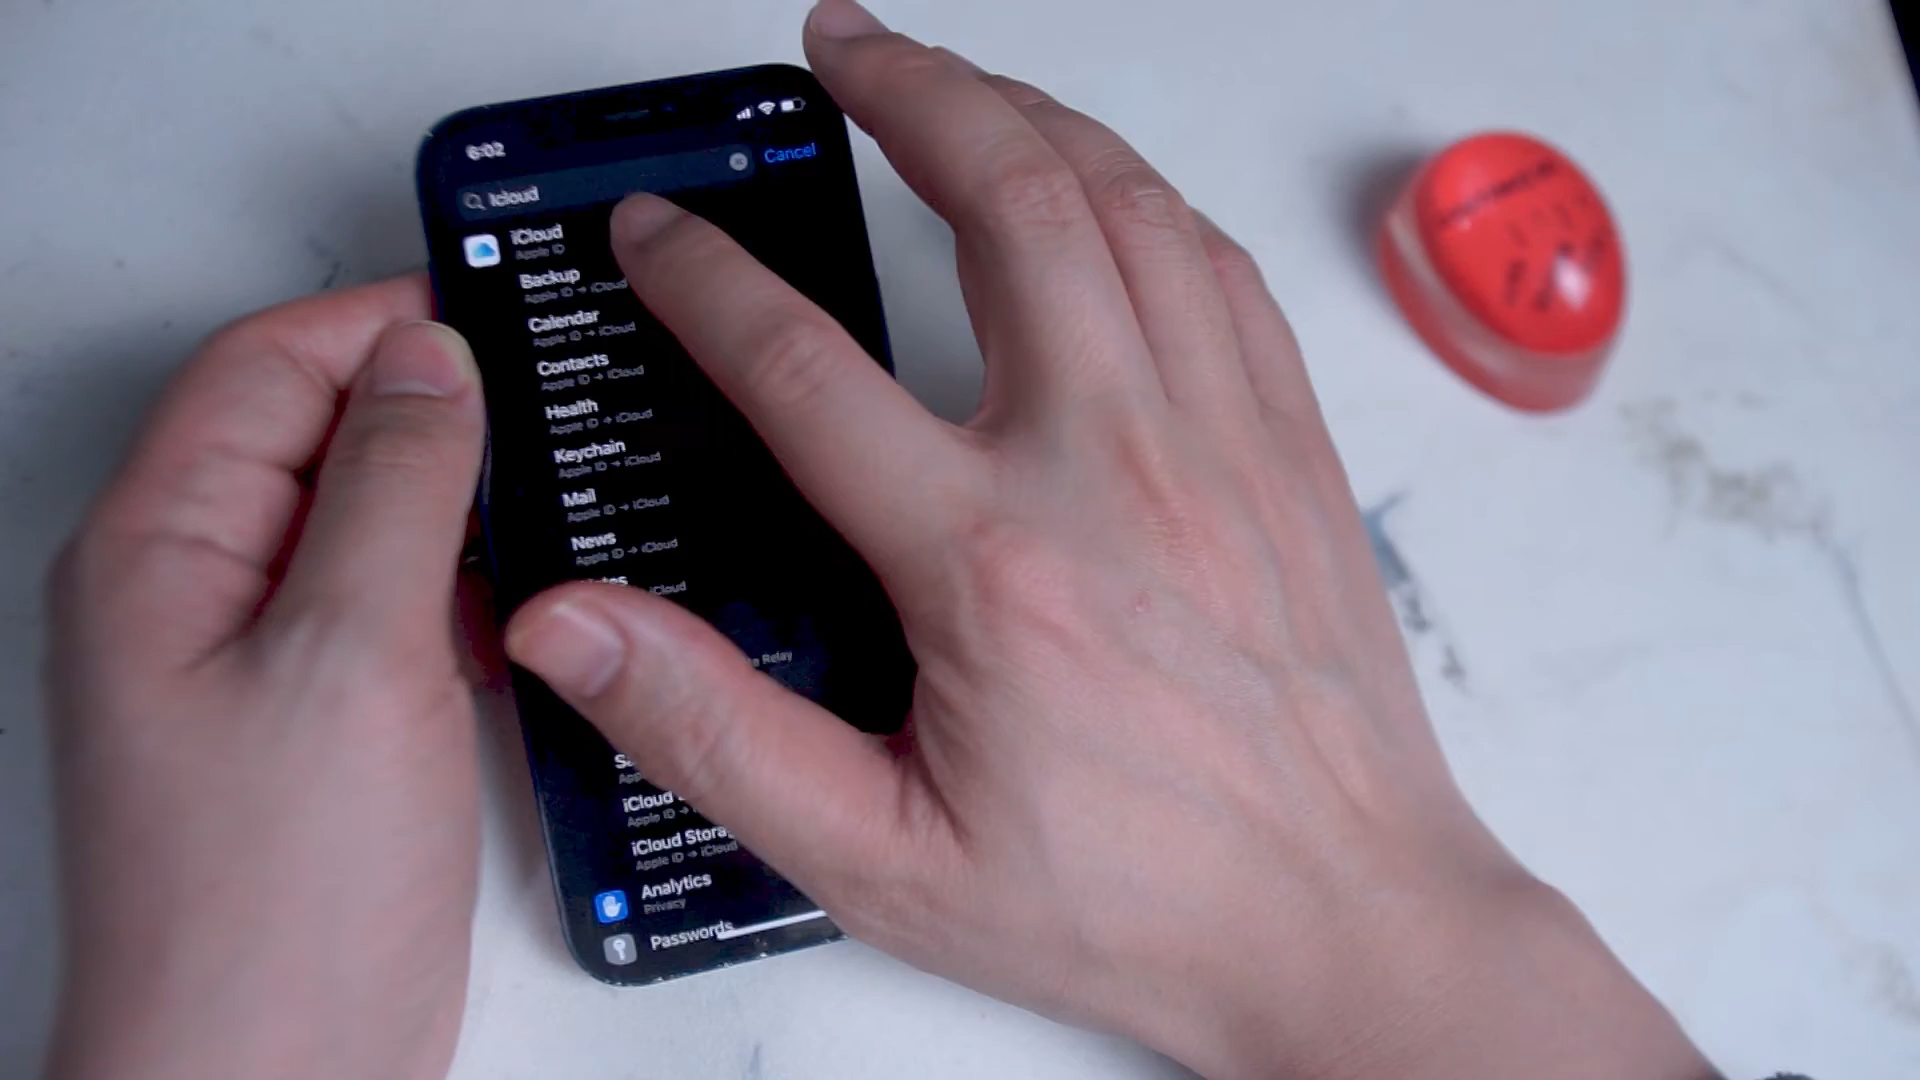 6:02
Icloud
Cancel
iCloud
Apple ID
Backup
Apple ID → iCloud
Calendar
Apple ID → iCloud
Contacts
Apple ID → iCloud
Health
Apple ID → iCloud
Keychain
Apple ID → iCloud
Mail
Apple ID → iCloud
News
Apple ID → iCloud
iCloud
Relay
iCloud
Apple ID →
iCloud
Apple ID → iCloud
Analytics
Privacy
Passwords